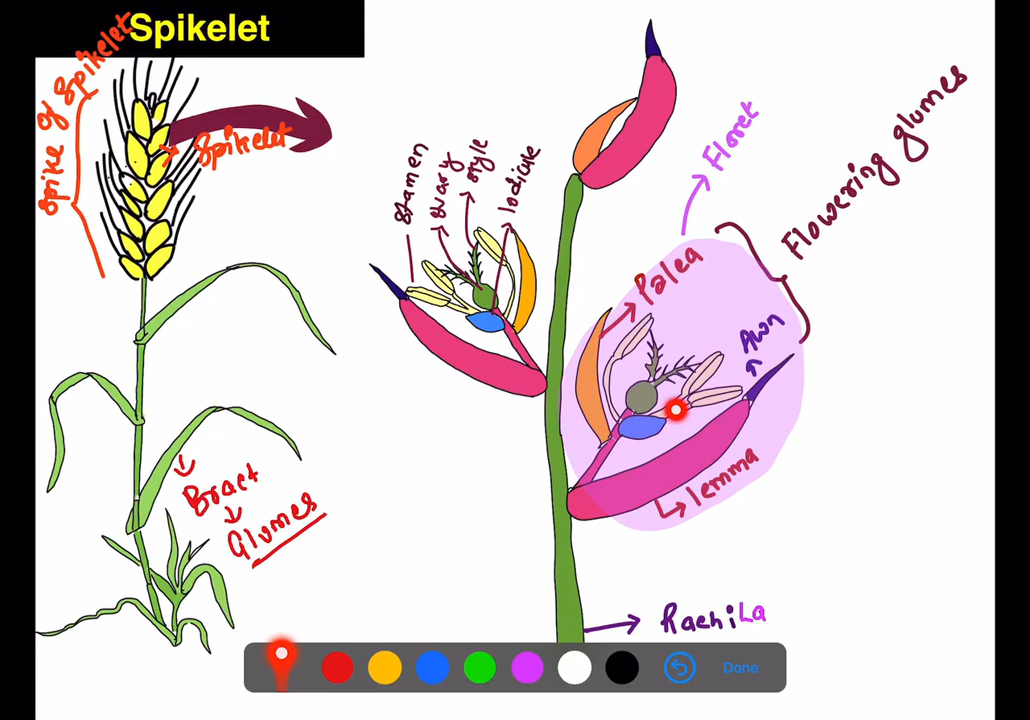 Spikelet
Spike of Spikelet
Spikelet
Stamen
ovary
style
lodicule
Floret
Flowering glumes
Palea
Awn
lemma
Bract
Glumes
RachiLa
Done